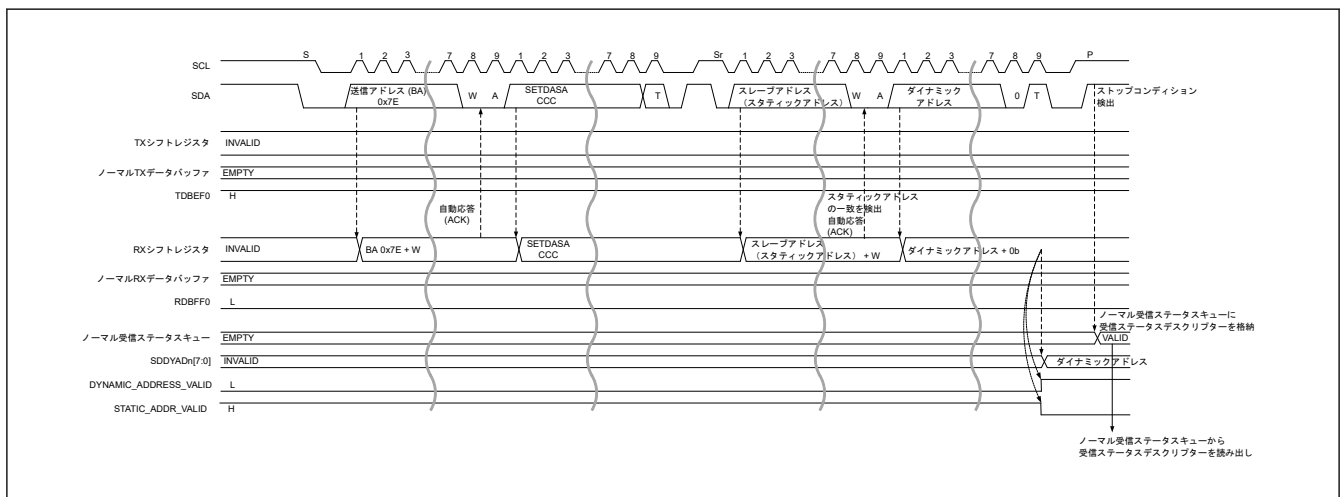 SCL S 1 2 3 7 8 9 1 2 3 7 8 9 Sr 1 2 3 7 8 9 1 2 3 7 8 9 P
SDA
送信アドレス (BA)
0x7E
W A
SETDASA
CCC
T
スレーブアドレス
(スタティックアドレス)
W A
ダイナミック
アドレス
0 T
ストップコンディション
検出
TXシフトレジスタ INVALID
ノーマルTXデータバッファ EMPTY
TDBEF0 H
自動応答
(ACK)
スタティックアドレス
の一致を検出
自動応答
(ACK)
RXシフトレジスタ INVALID
BA 0x7E + W
SETDASA
CCC
スレーブアドレス
(スタティックアドレス) + W
ダイナミックアドレス + 0b
ノーマルRXデータバッファ EMPTY
RDBFF0 L
ノーマル受信ステータスキューに
受信ステータスデスクリプターを格納
ノーマル受信ステータスキュー EMPTY VALID
SDDYADn[7:0] INVALID ダイナミックアドレス
DYNAMIC_ADDRESS_VALID L
STATIC_ADDR_VALID H
ノーマル受信ステータスキューから
受信ステータスデスクリプターを読み出し